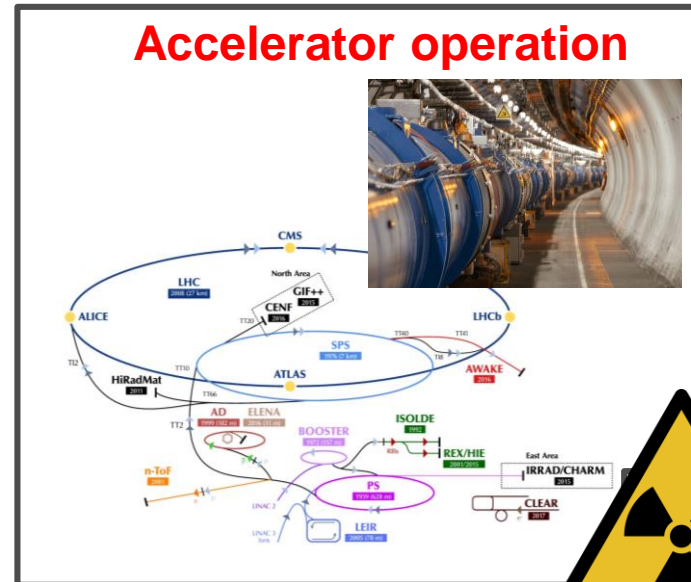 Accelerator operation
CMS
North Area
LHC
2008 (27 km)
GIF++
2015
CENF
2016
TT20
ALICE
LHCb
TT40
TT41
SPS
1976 (7 km)
TI8
TI2
TT10
ATLAS
AWAKE
2016
HiRadMat
2011
TT66
AD
1999 (182 m)
ELENA
2016 (31 m)
TT2
BOOSTER
1972 (157 m)
ISOLDE
1992
RIBs
REX/HIE
2001/2015
East Area
n-ToF
2001
IRRAD/CHARM
2015
PS
1959 (628 m)
LINAC 2
CLEAR
2017
LINAC 3
Ions
LEIR
2005 (78 m)